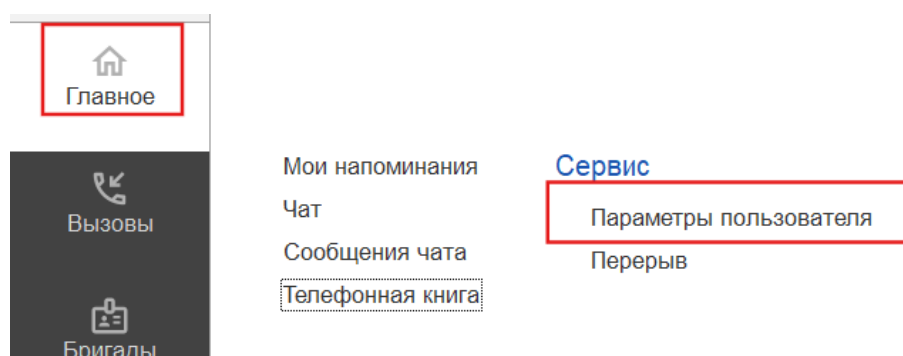 Главное
Вызовы
Бригады
Мои напоминания
Чат
Сообщения чата
Телефонная книга
Сервис
Параметры пользователя
Перерыв